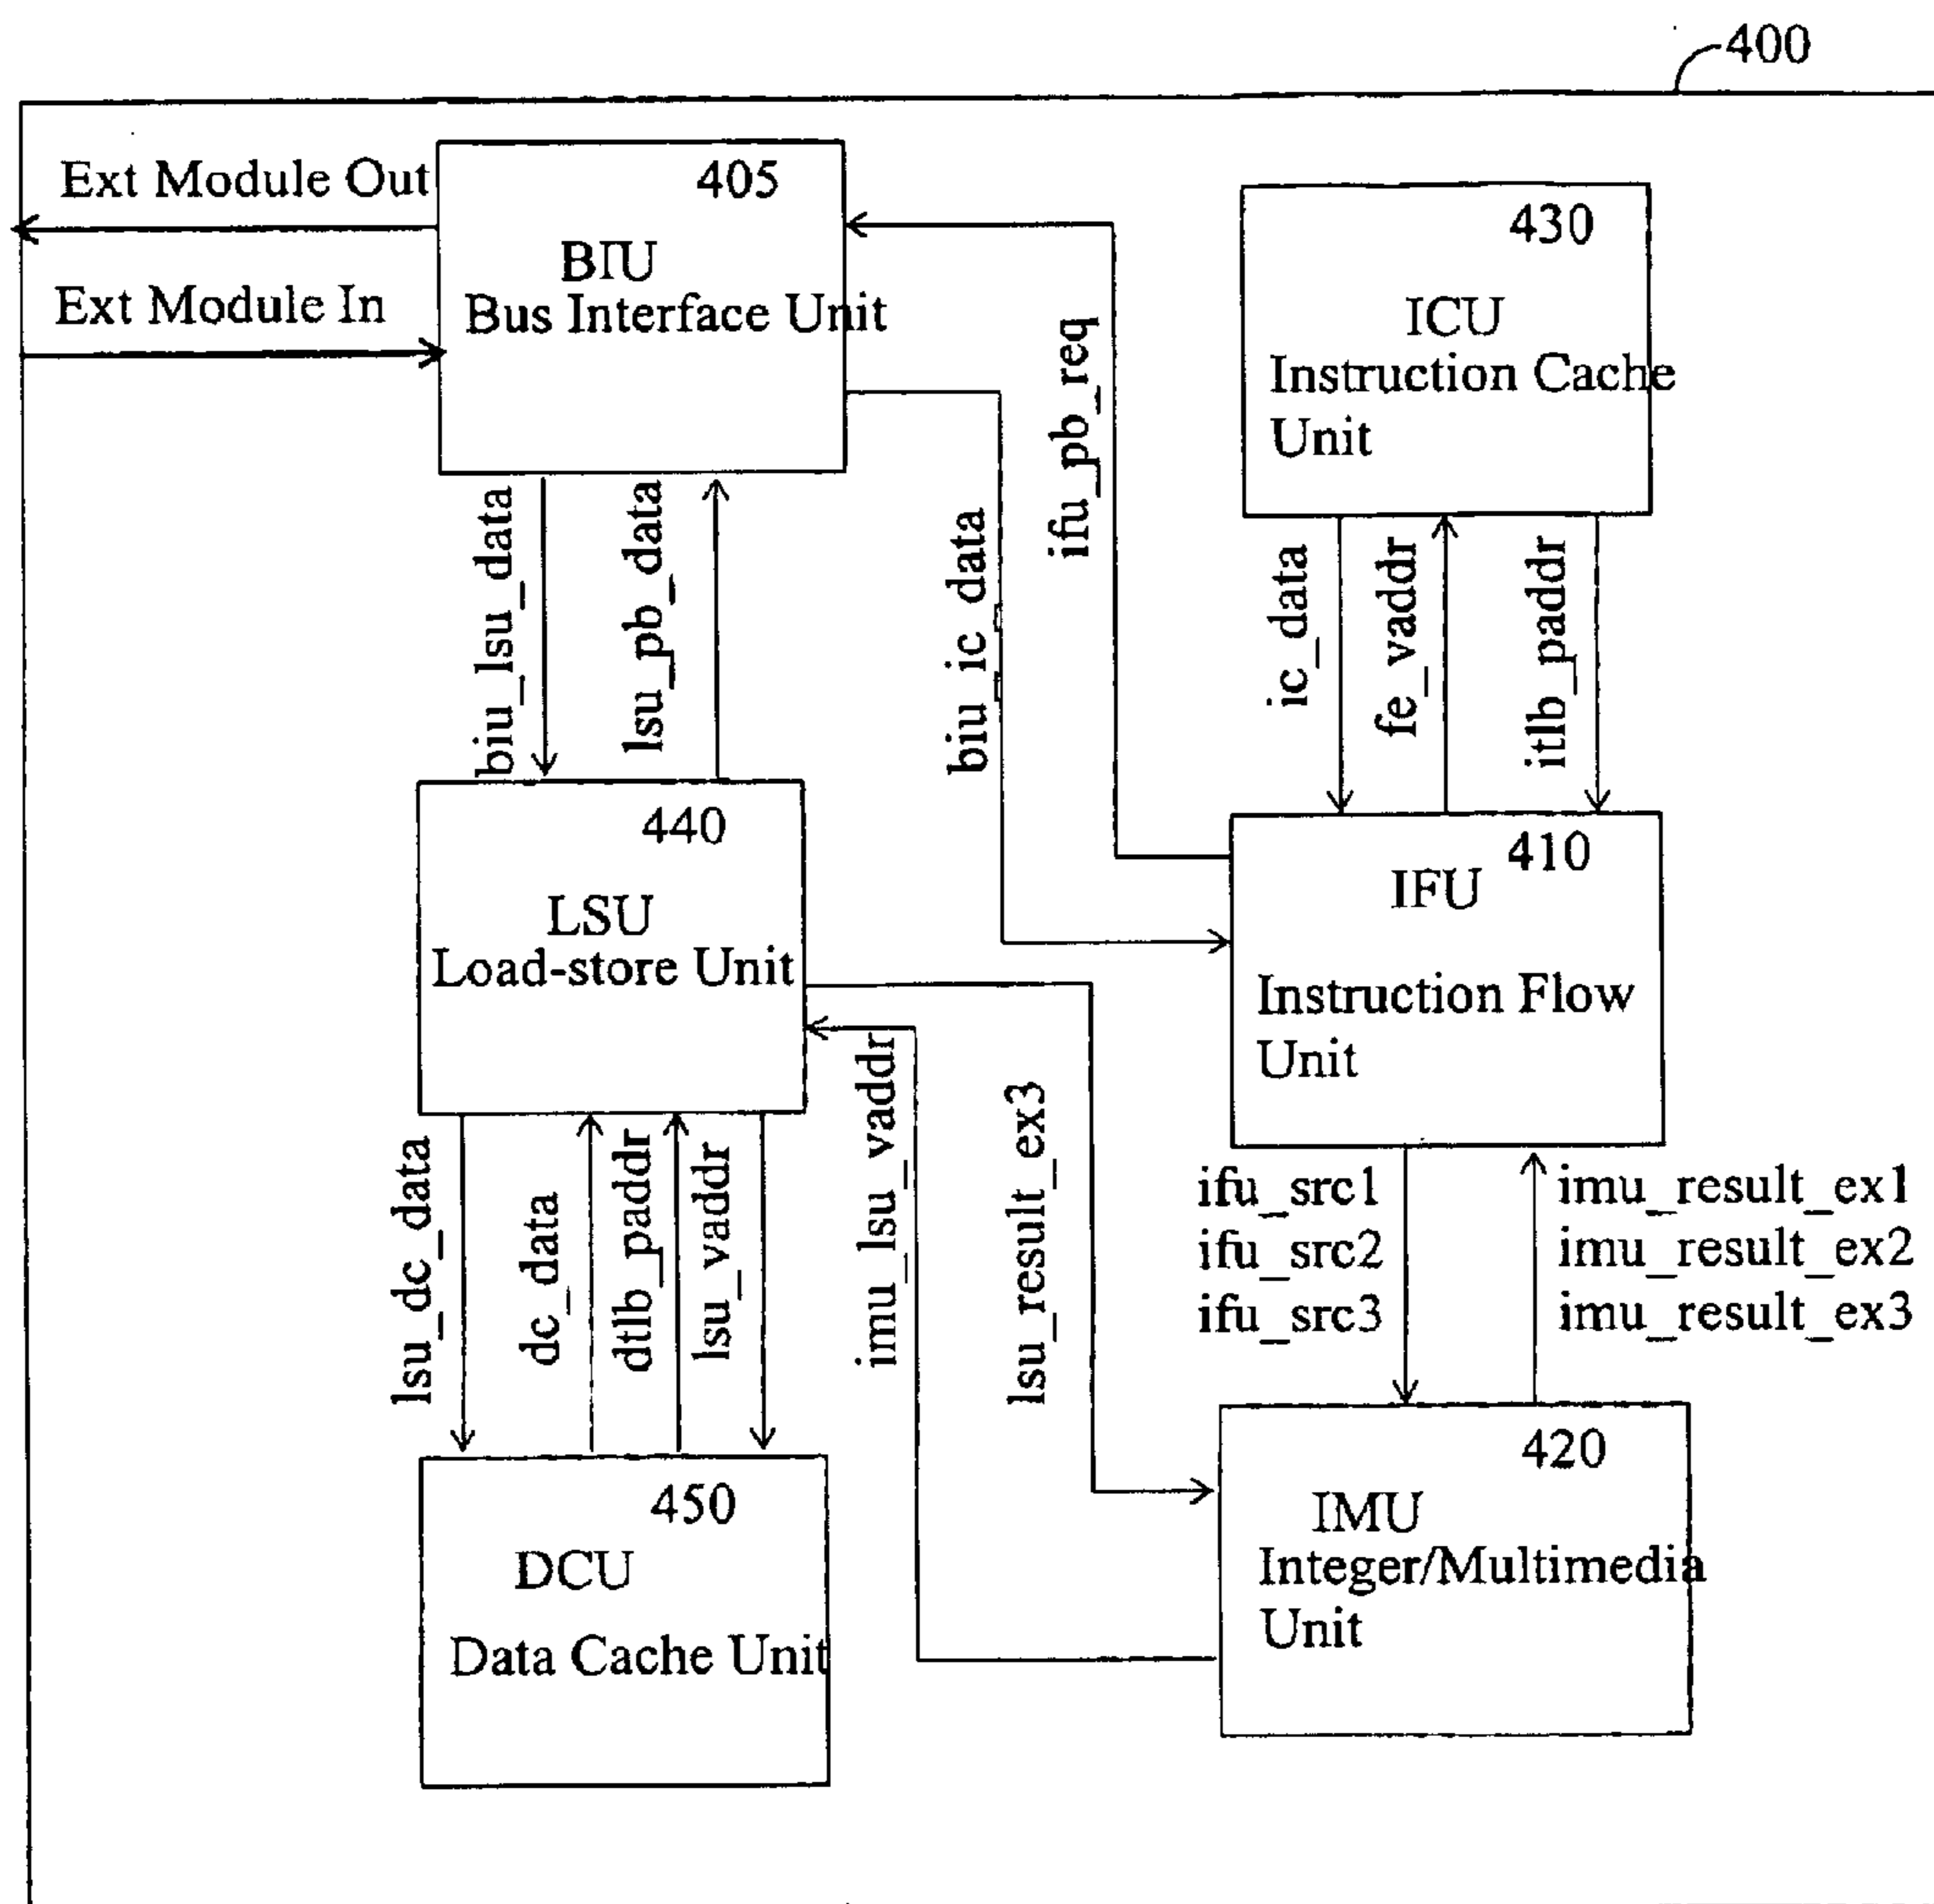 400
Ext Module Out
405
BIU
Bus Interface Unit
Ext Module In
430
ICU
Instruction Cache
Unit
biu_lsu_data
lsu_pb_data
biu_ic_data
ifu_pb_req
ic_data
fe_vaddr
itlb_paddr
440
LSU
Load-store Unit
410
IFU
Instruction Flow
Unit
lsu_dc_data
dc_data
dtlb_paddr
lsu_vaddr
imu_lsu_vaddr
lsu_result_ex3
ifu_src1
ifu_src2
ifu_src3
imu_result_ex1
imu_result_ex2
imu_result_ex3
450
DCU
Data Cache Unit
420
IMU
Integer/Multimedia
Unit